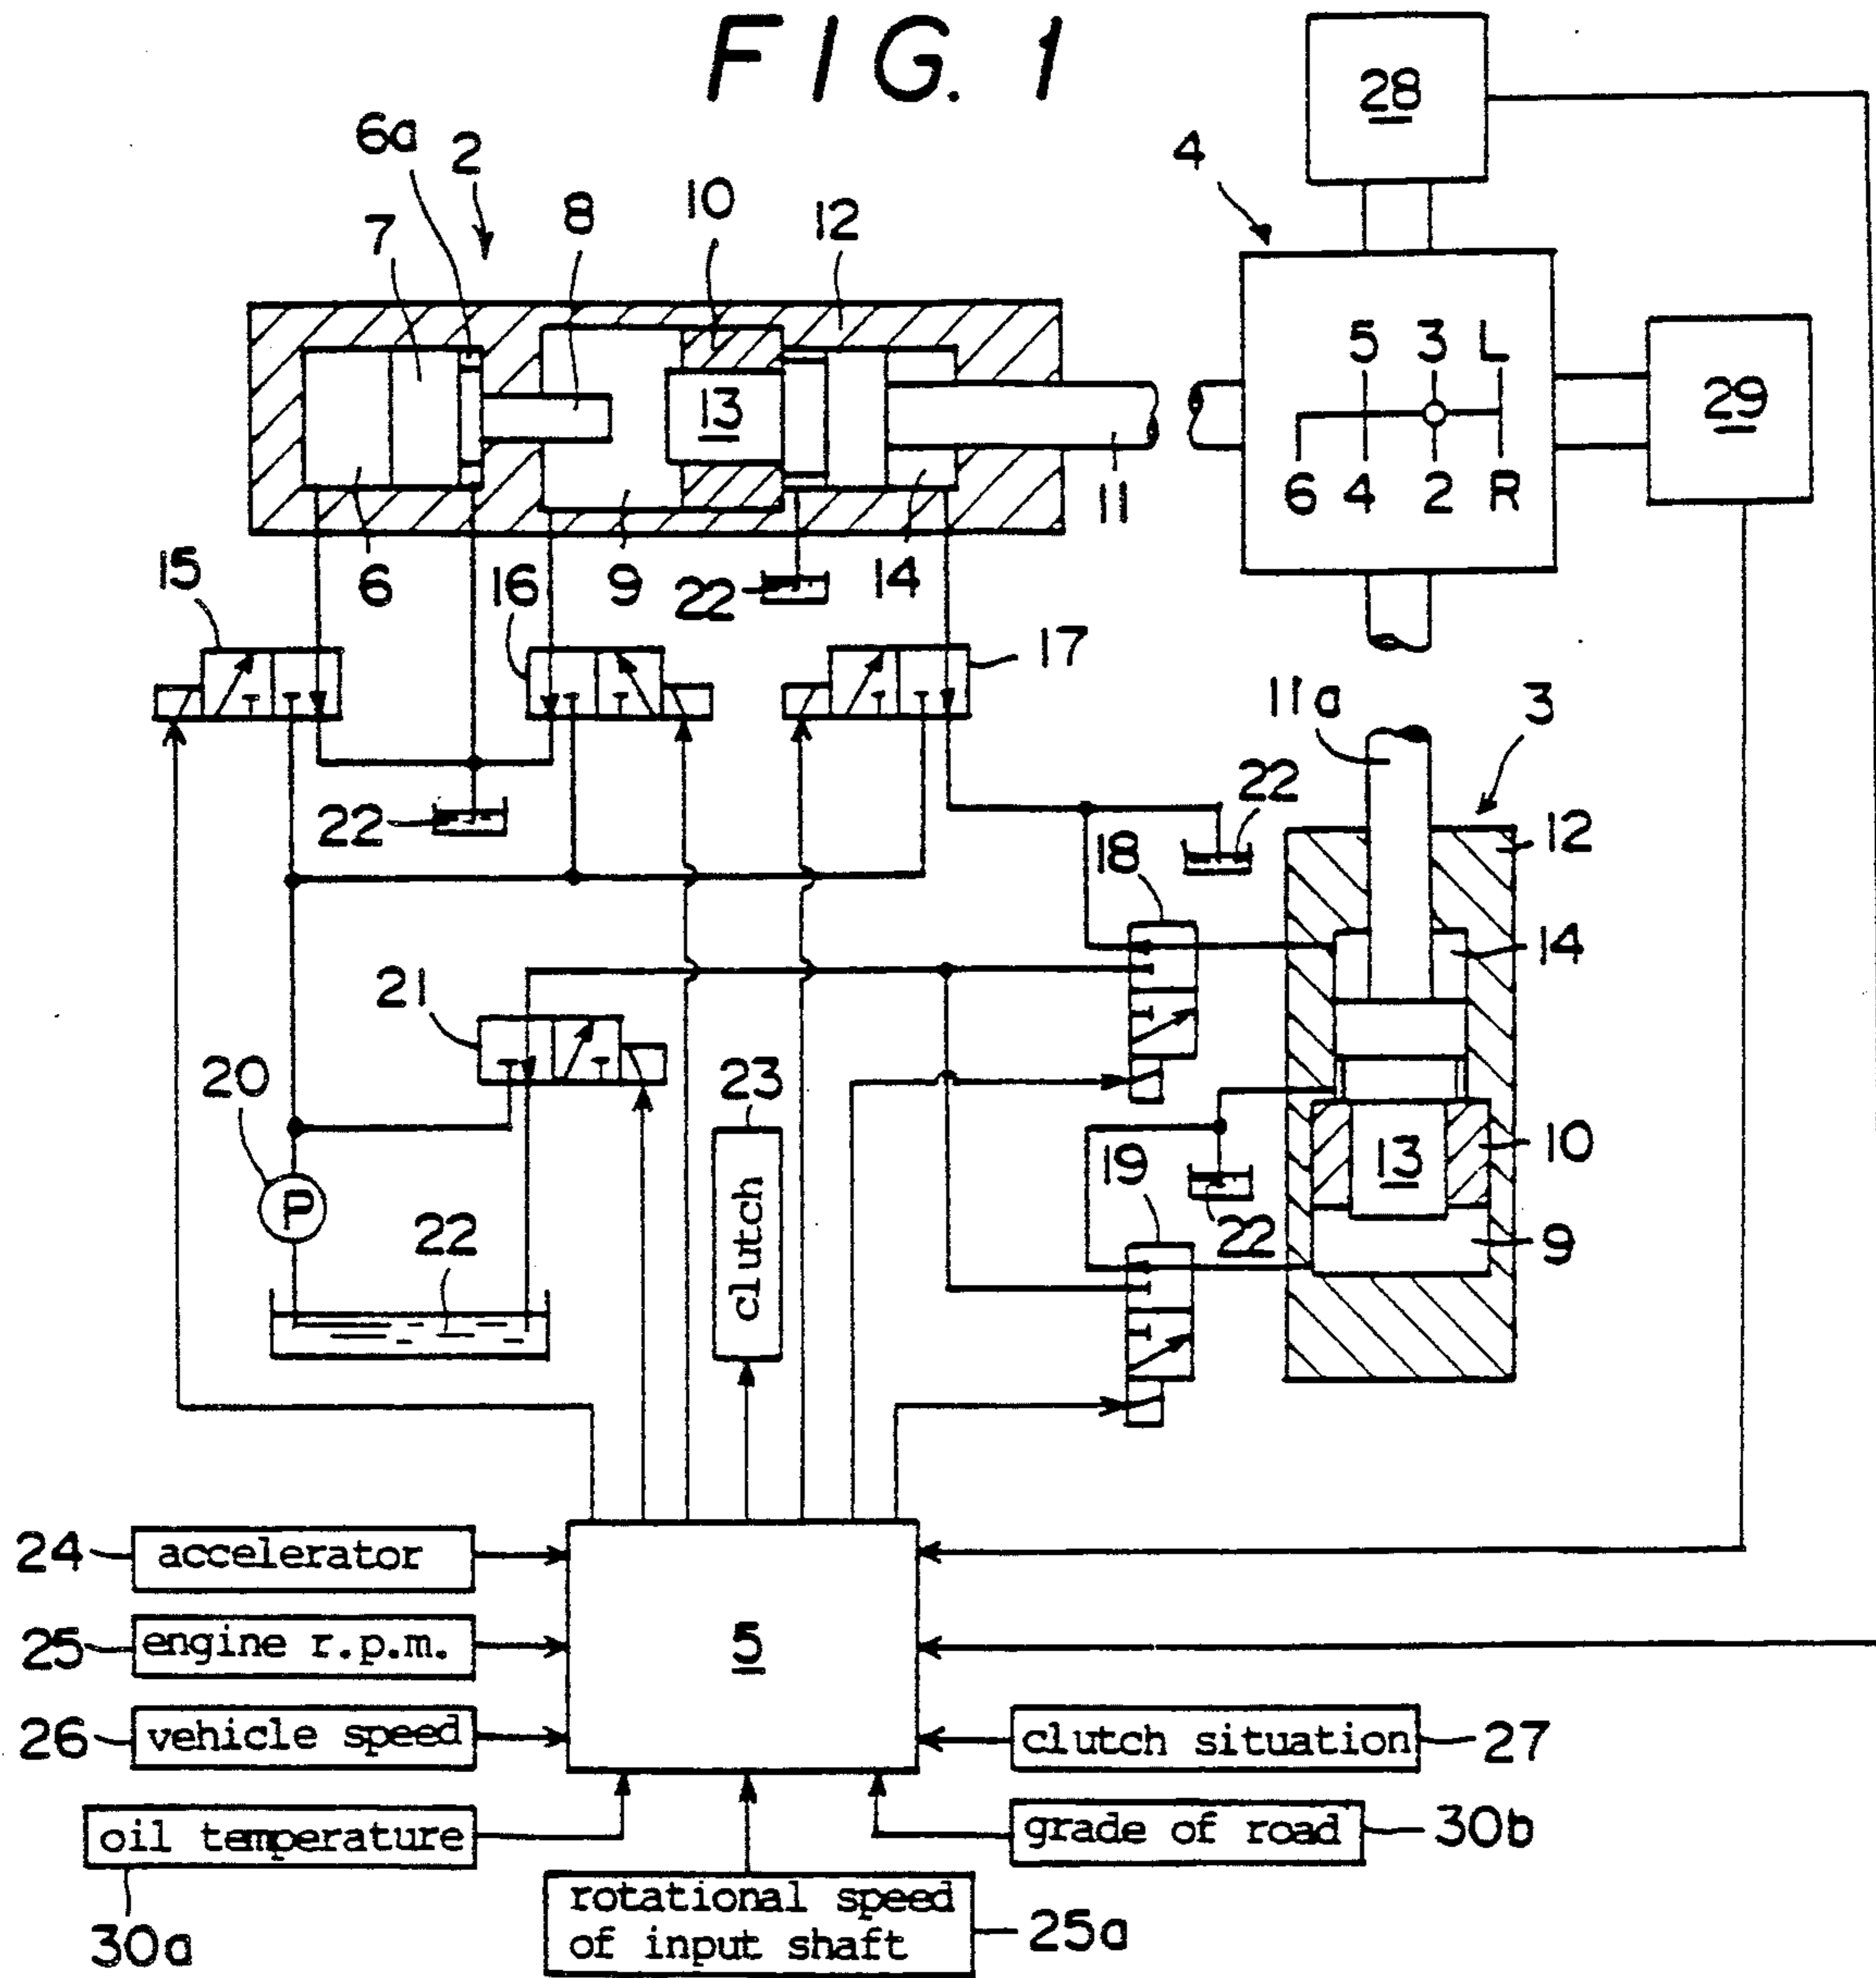 FIG. 1
28
6a 2
4
7
8
10
12
13
5 3 L
29
6 4 2 R
11
15
6
16
9
22
14
17
11a
3
22
22
12
18
14
21
20
23
P
clutch
19
13
10
22
22
9
24 accelerator
25 engine r.p.m.
5
26 vehicle speed
clutch situation 27
oil temperature
grade of road 30b
30a
rotational speed
of input shaft
25a